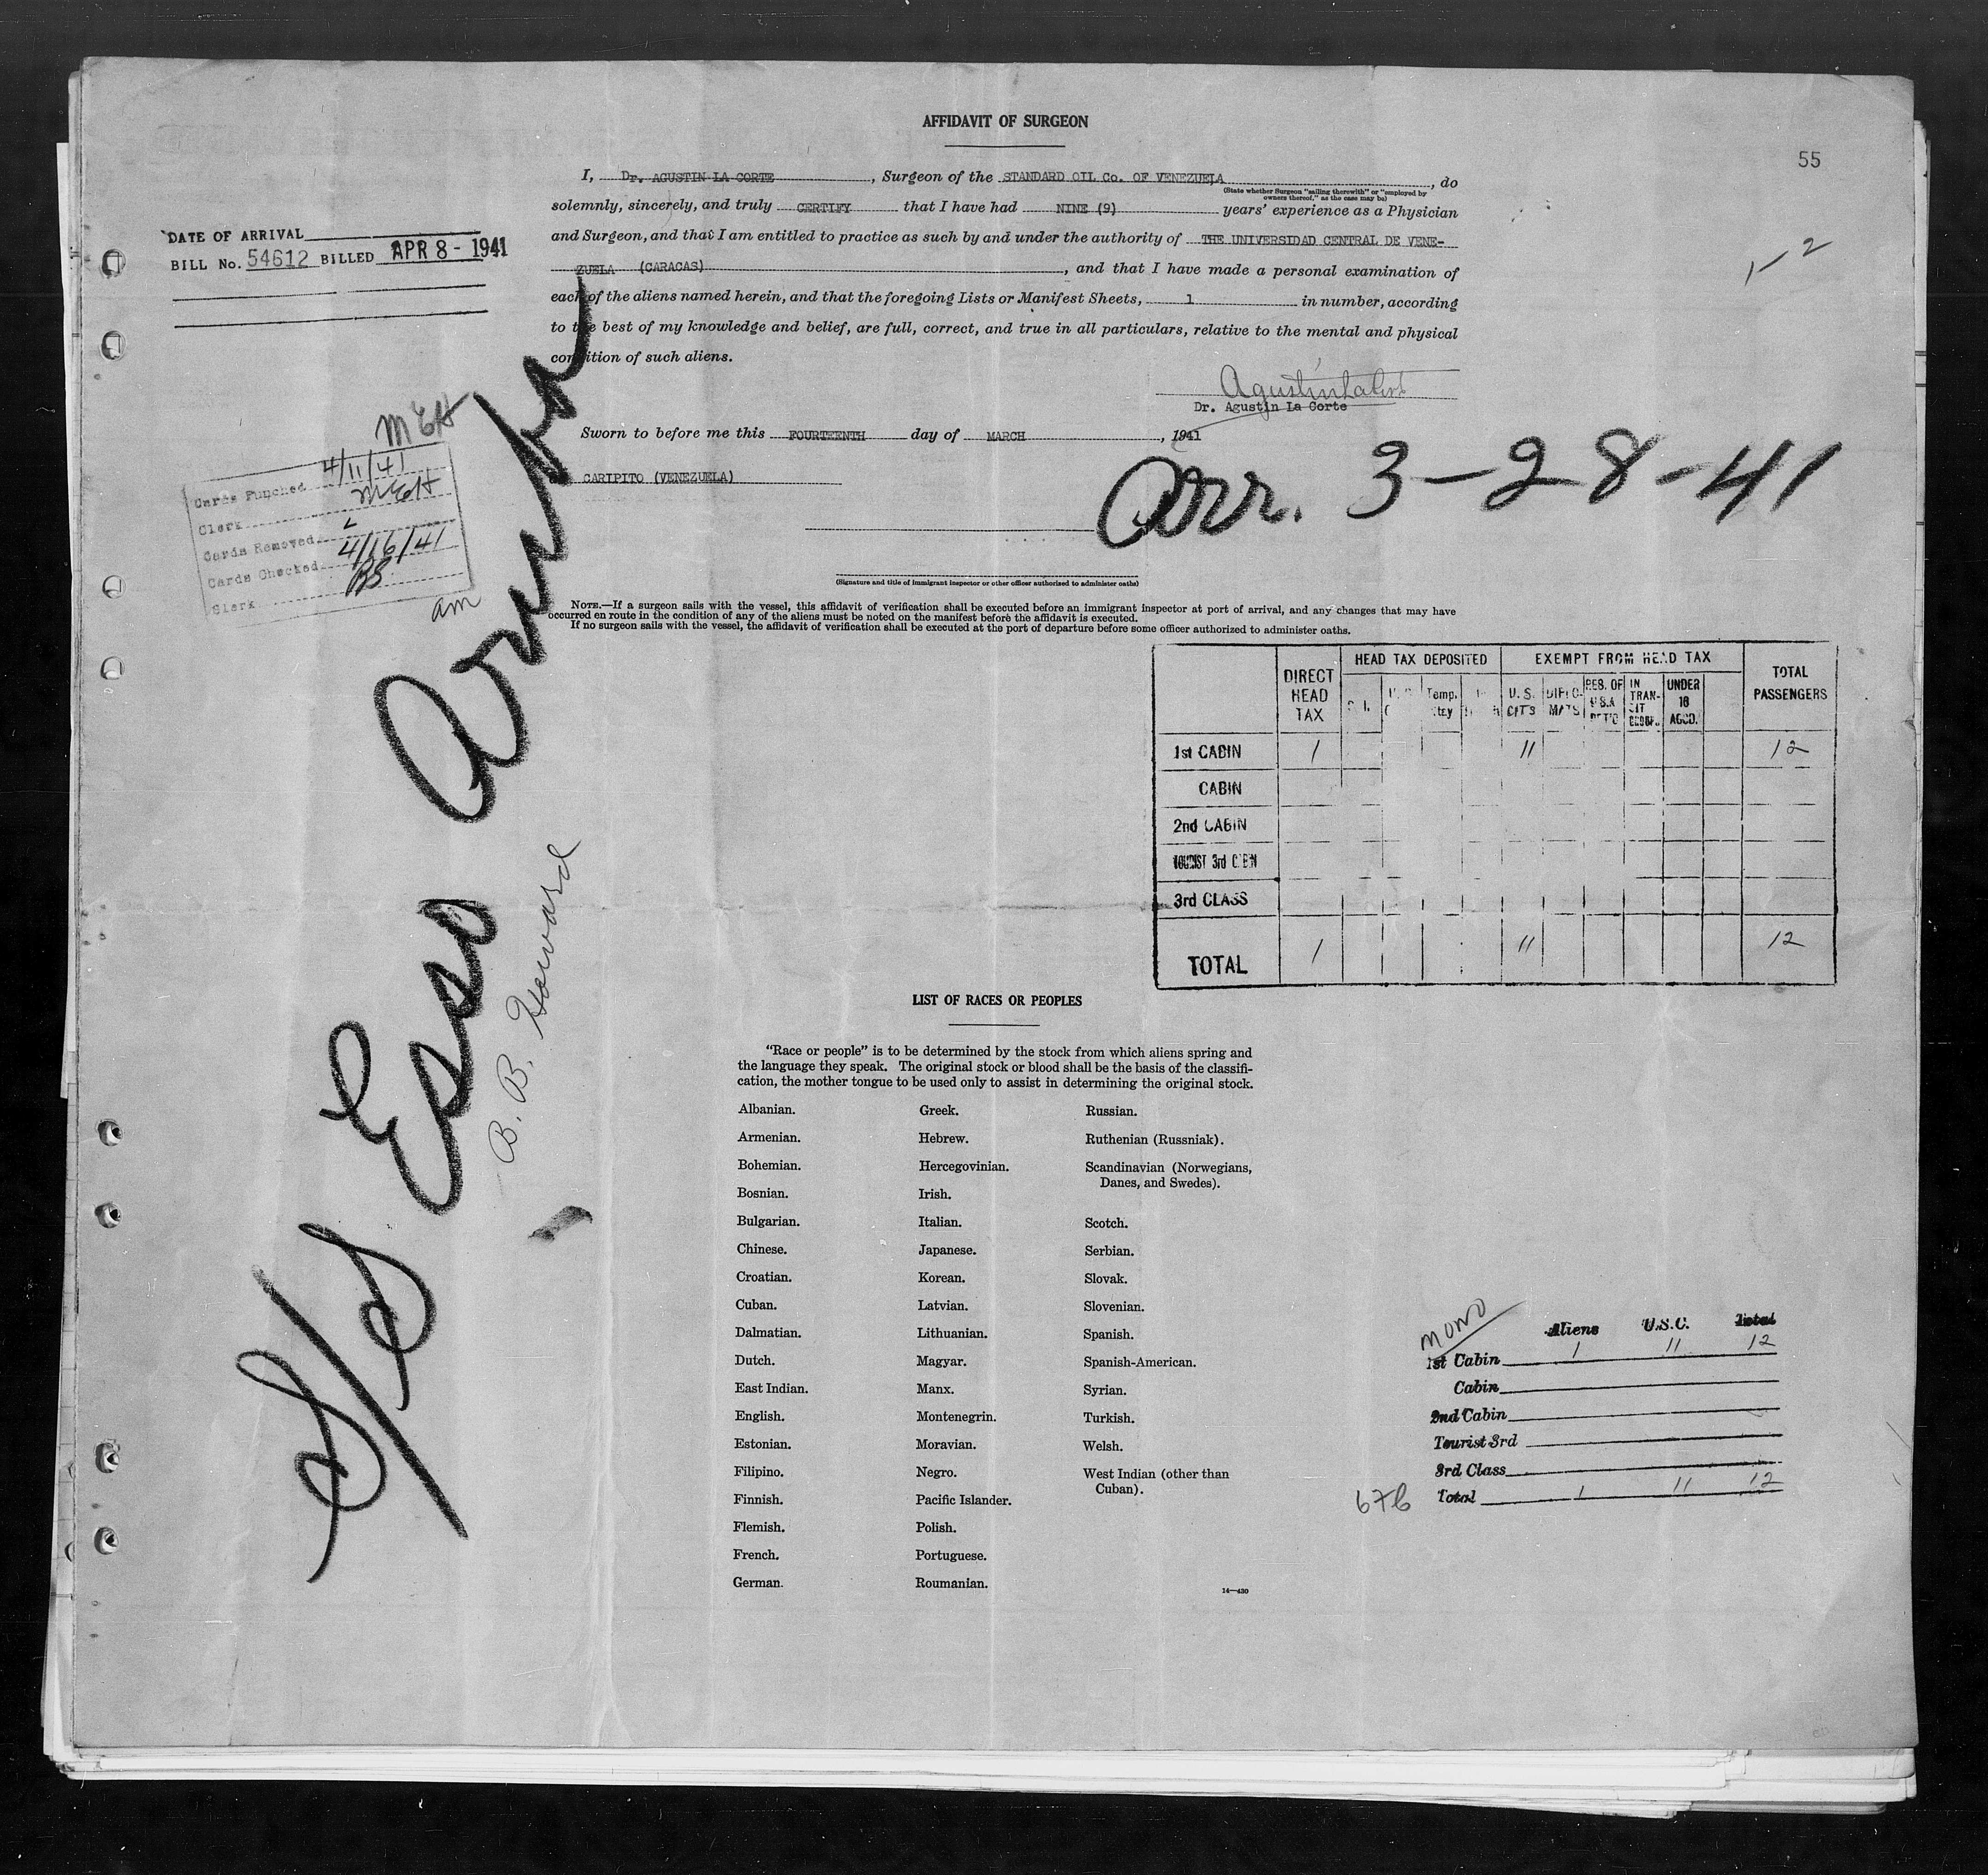 AFFIDAVIT OF SURGEON
55
I, Dr. AGUSTIN LA CORTE, Surgeon of the STANDARD OIL Co. OF VENEZUELA, do
(State whether Surgeon "sailing therewith" or "employed by
owners thereof," as the case may be)
solemnly, sincerely, and truly CERTIFY that I have had NINE (9) years' experience as a Physician
and Surgeon, and that I am entitled to practice as such by and under the authority of THE UNIVERSIDAD CENTRAL DE VENE-
ZUELA (CARACAS), and that I have made a personal examination of
each of the aliens named herein, and that the foregoing Lists or Manifest Sheets, 1 in number, according
to the best of my knowledge and belief, are full, correct, and true in all particulars, relative to the mental and physical
condition of such aliens.
DATE OF ARRIVAL
BILL No. 54612 BILLED APR 8 - 1941
1-2
Dr. Agustin La Corte
Sworn to before me this FOURTEENTH day of MARCH, 1941
CARIPITO (VENEZUELA)
Arr. 3-28-41
MEH
Cards Punched 4/11/41
Clerk MEH
Cards Removed
Cards Checked 4/16/41
Clerk BS
am
(Signature and title of immigrant inspector or other officer authorized to administer oaths)
NOTE.—If a surgeon sails with the vessel, this affidavit of verification shall be executed before an immigrant inspector at port of arrival, and any changes that may have
occurred en route in the condition of any of the aliens must be noted on the manifest before the affidavit is executed.
If no surgeon sails with the vessel, the affidavit of verification shall be executed at the port of departure before some officer authorized to administer oaths.
S/S Esso Aruba
B. B. Howard
DIRECT HEAD TAX
HEAD TAX DEPOSITED
EXEMPT FROM HEAD TAX
TOTAL PASSENGERS
Temp.
U. S. CITS
DIPLO-MATS
RES. OF U.S.A. RET'G
IN TRAN-SIT
UNDER 16 ACCD.
1st CABIN 1 11 12
CABIN
2nd CABIN
TOURIST 3rd CABIN
3rd CLASS
TOTAL 1 11 12
LIST OF RACES OR PEOPLES
"Race or people" is to be determined by the stock from which aliens spring and
the language they speak. The original stock or blood shall be the basis of the classifi-
cation, the mother tongue to be used only to assist in determining the original stock.
Albanian.
Armenian.
Bohemian.
Bosnian.
Bulgarian.
Chinese.
Croatian.
Cuban.
Dalmatian.
Dutch.
East Indian.
English.
Estonian.
Filipino.
Finnish.
Flemish.
French.
German.
Greek.
Hebrew.
Hercegovinian.
Irish.
Italian.
Japanese.
Korean.
Latvian.
Lithuanian.
Magyar.
Manx.
Montenegrin.
Moravian.
Negro.
Pacific Islander.
Polish.
Portuguese.
Roumanian.
Russian.
Ruthenian (Russniak).
Scandinavian (Norwegians,
Danes, and Swedes).
Scotch.
Serbian.
Slovak.
Slovenian.
Spanish.
Spanish-American.
Syrian.
Turkish.
Welsh.
West Indian (other than
Cuban).
14—430
Aliens U.S.C. Total
1st Cabin 1 11 12
Cabin
2nd Cabin
Tourist 3rd
3rd Class
Total 1 11 12